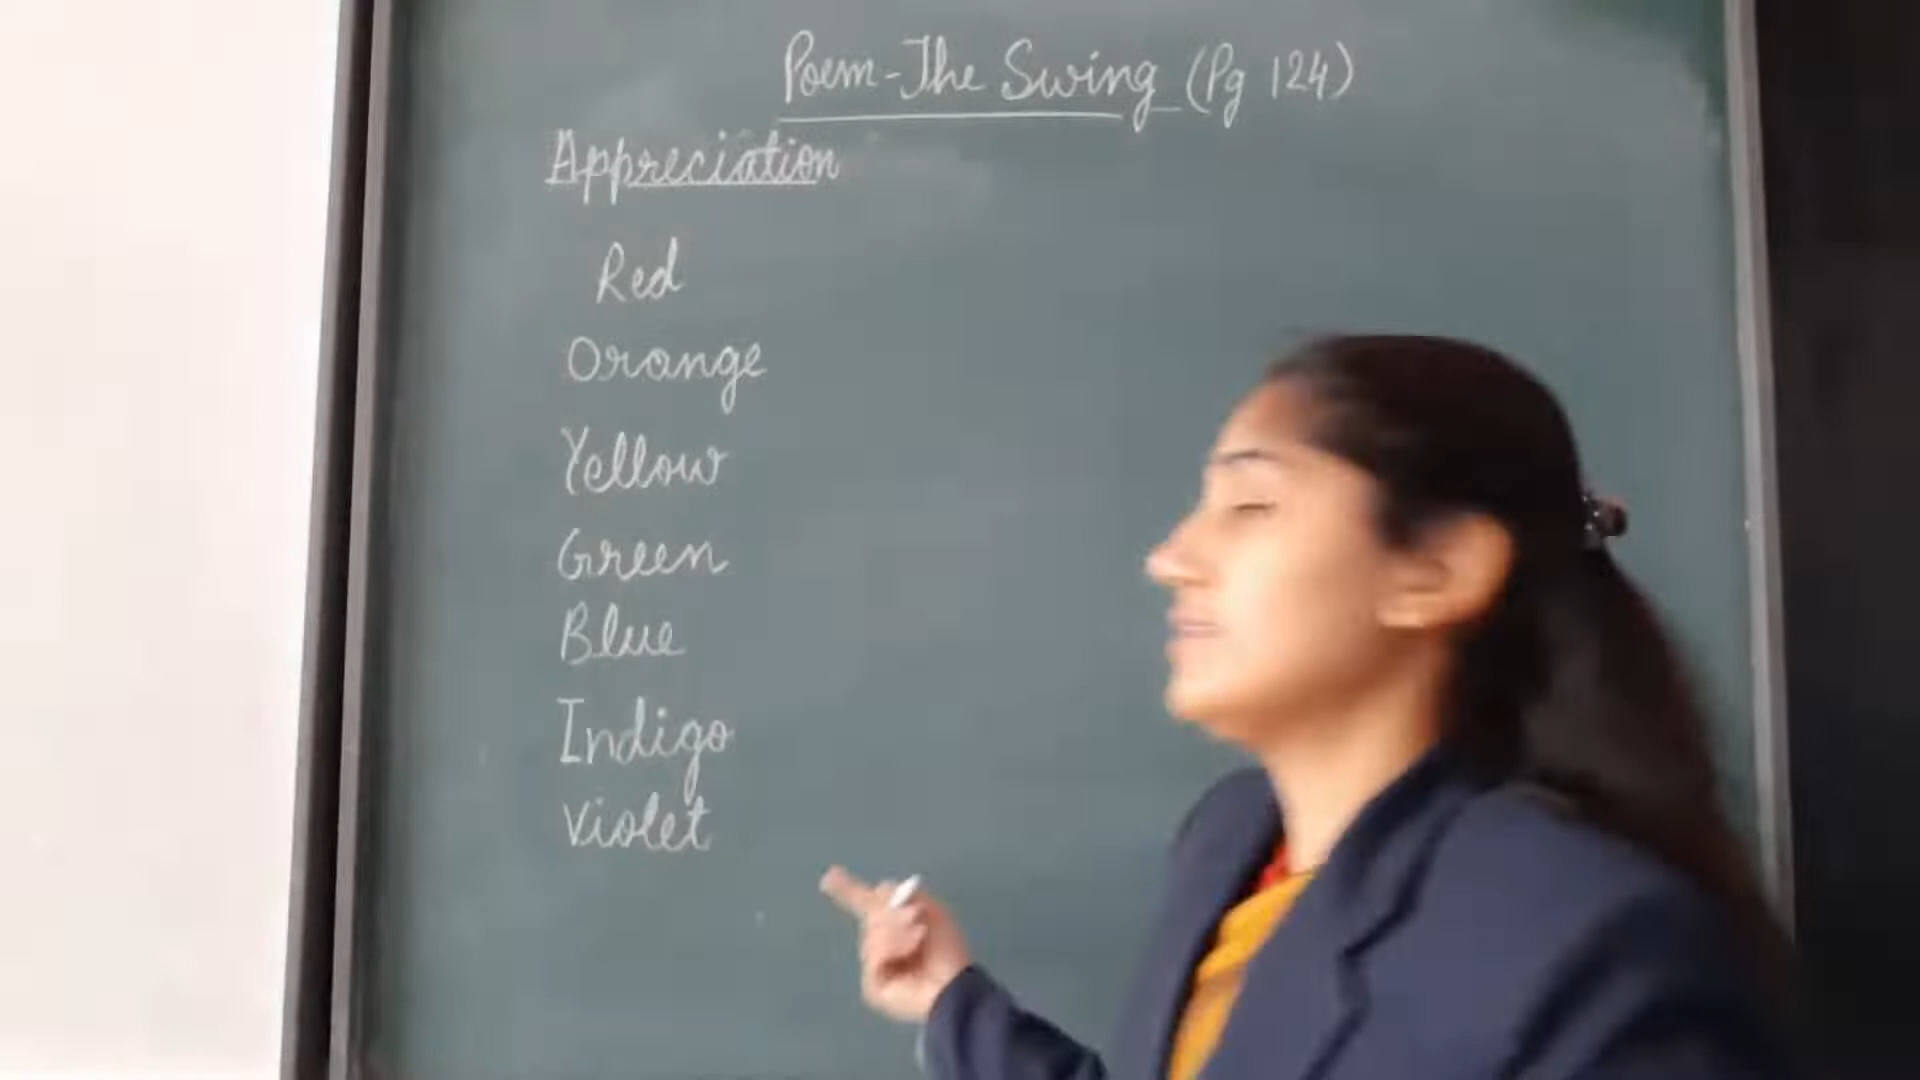 Poem-The Swing (Pg 124)
Appreciation
Red
Orange
Yellow
Green
Blue
Indigo
Violet